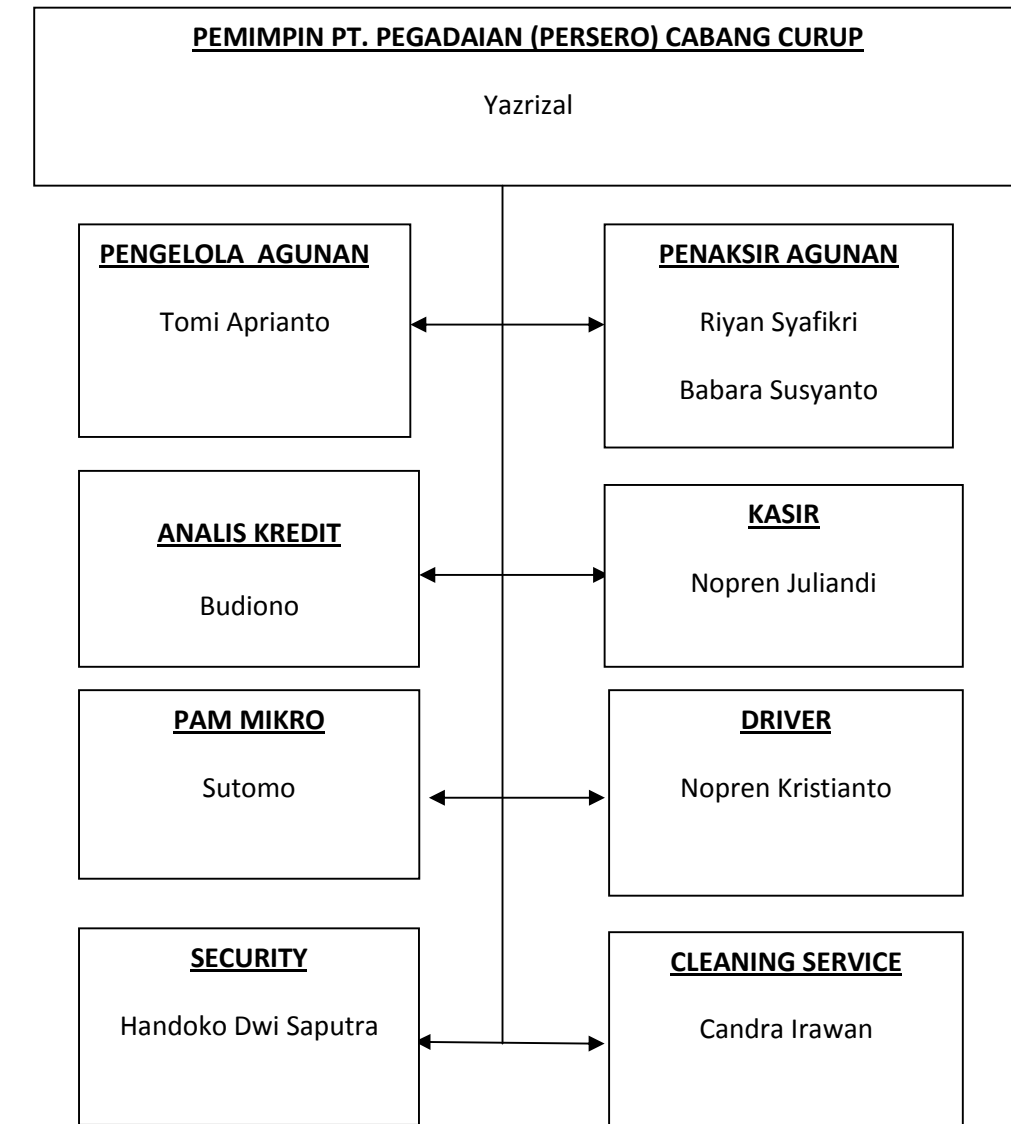 PEMIMPIN PT. PEGADAIAN (PERSERO) CABANG CURUP
Yazrizal
PENGELOLA AGUNAN
Tomi Aprianto
PENAKSIR AGUNAN
Riyan Syafikri
Babara Susyanto
ANALIS KREDIT
Budiono
KASIR
Nopren Juliandi
PAM MIKRO
Sutomo
DRIVER
Nopren Kristianto
SECURITY
Handoko Dwi Saputra
CLEANING SERVICE
Candra Irawan